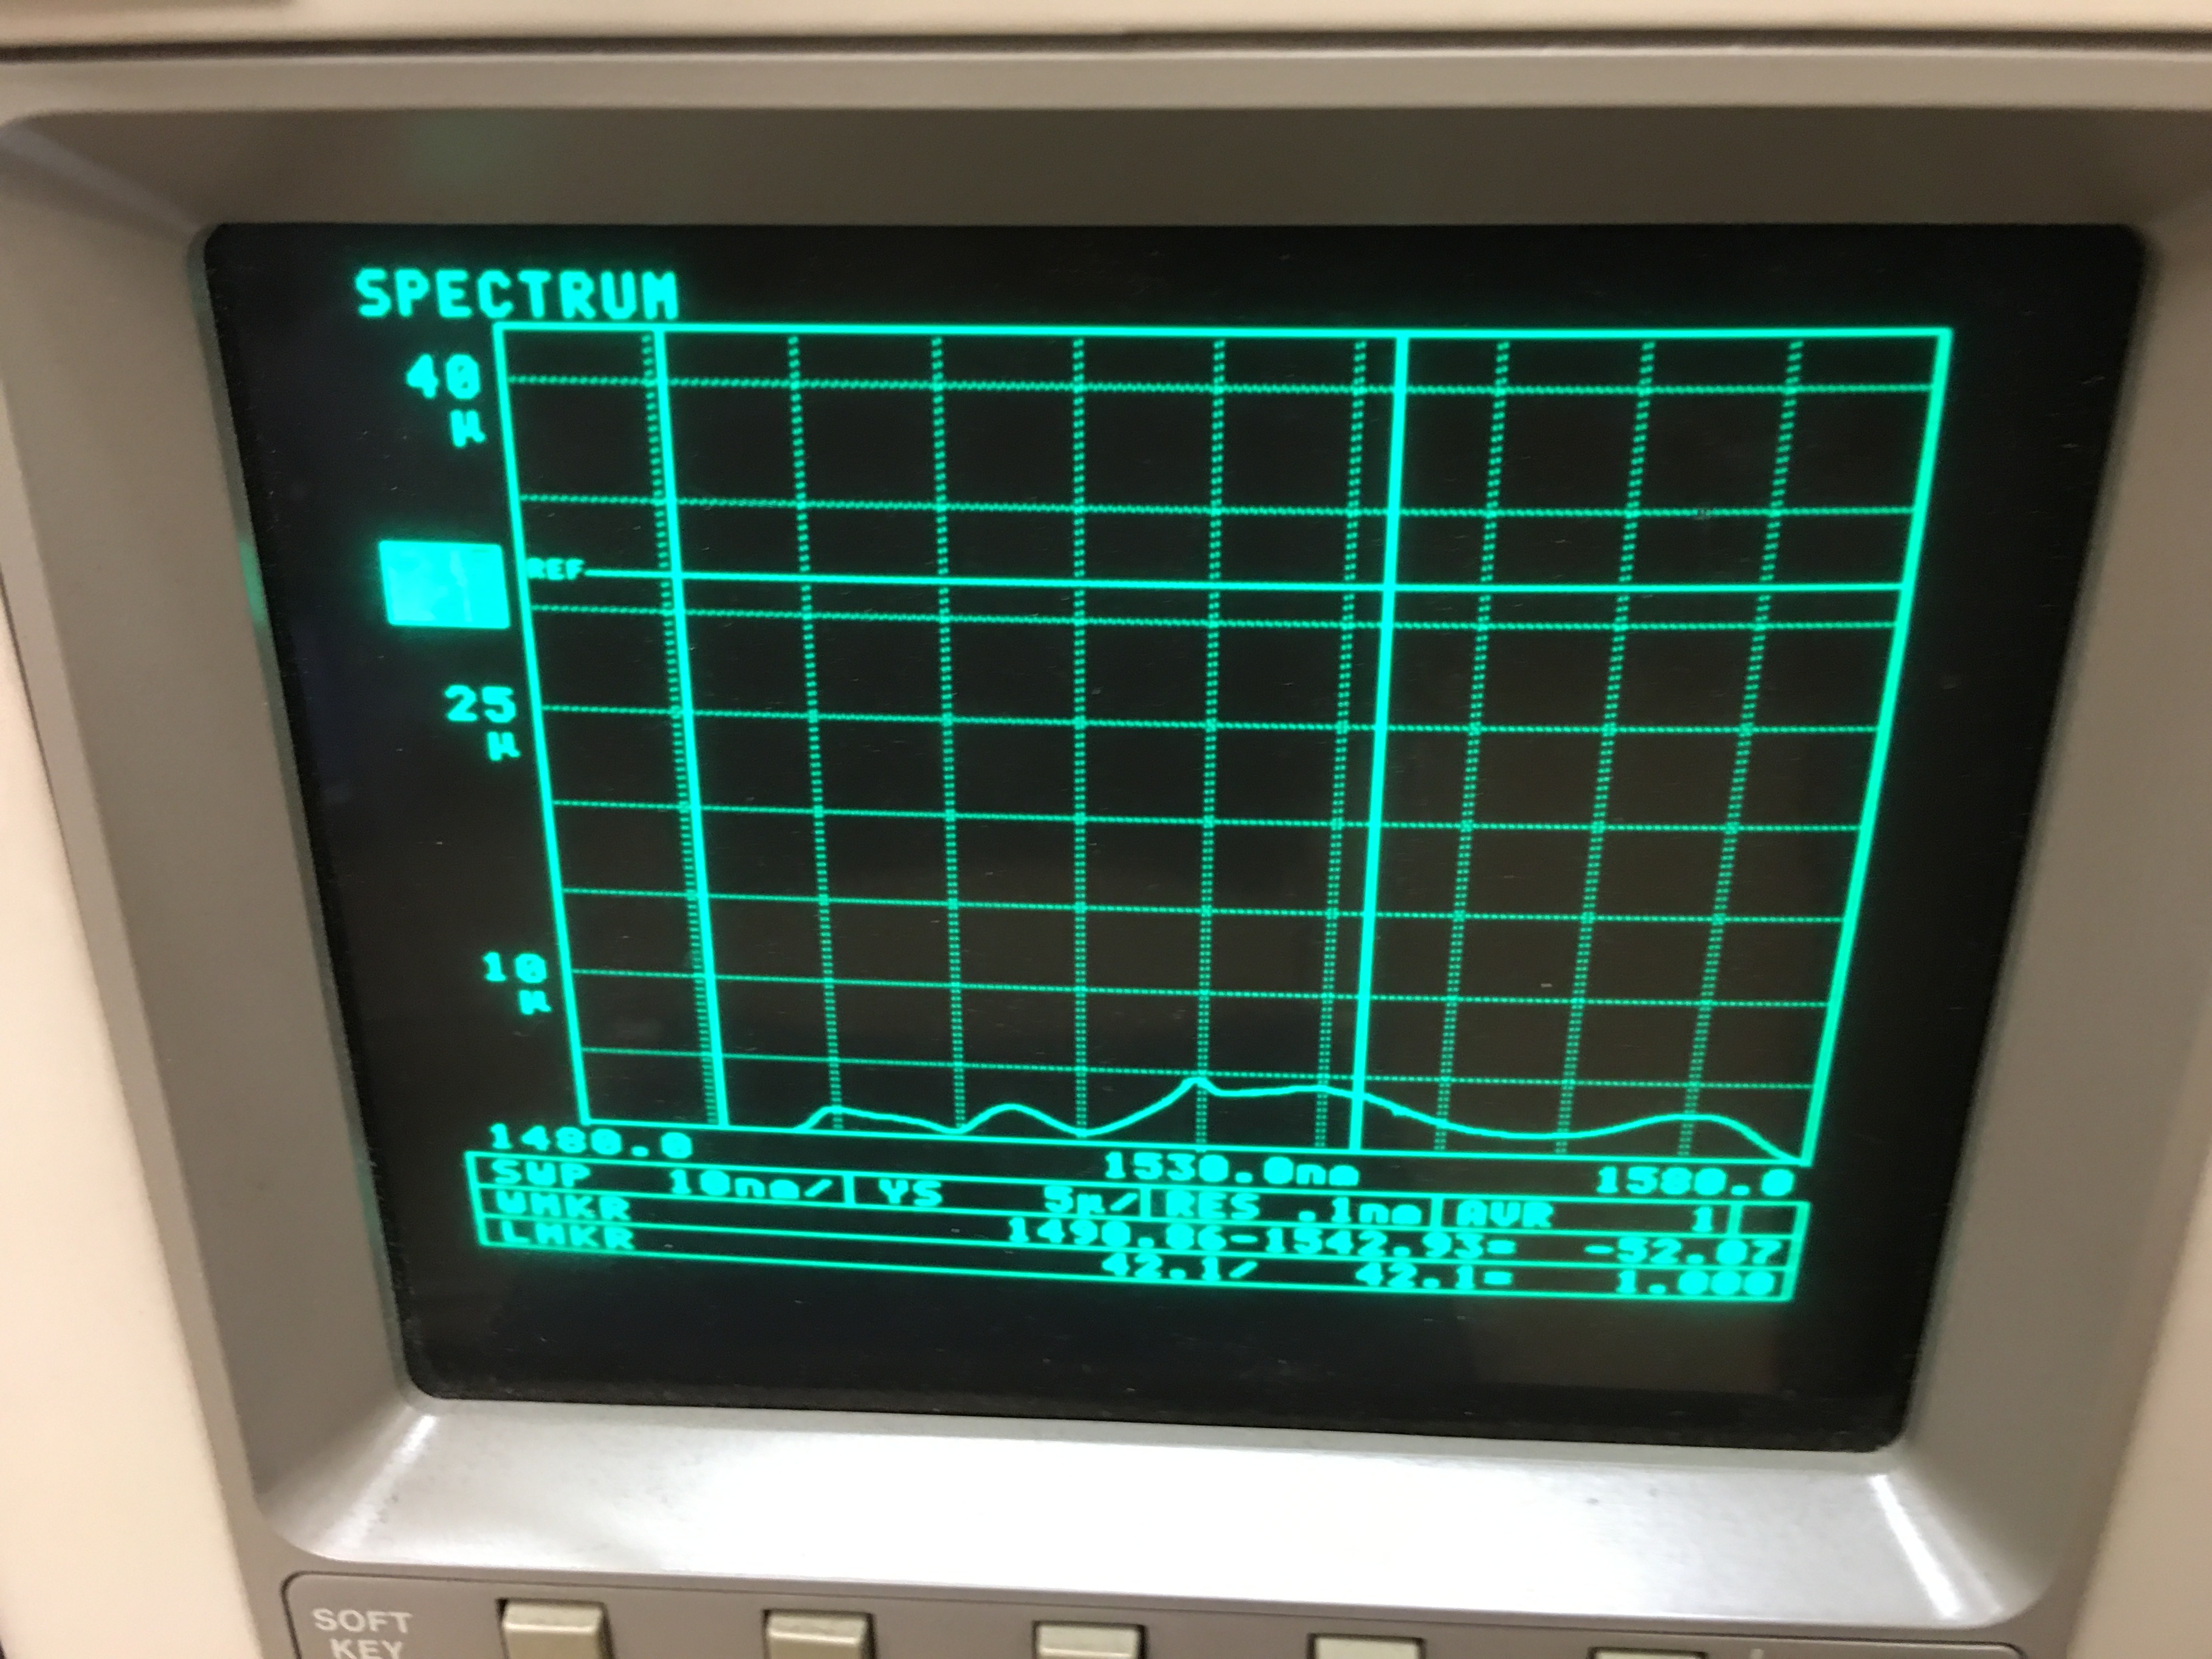 SPECTRUM
40
μ
REF
25
μ
10
μ
1480.0 1530.0nm 1580.0
SWP 10nm/ YS 5μ/ RES .1nm AVR 1
WMKR 1490.86-1542.93= -52.07
LMKR 42.1/ 42.1= 1.000
SOFT
KEY